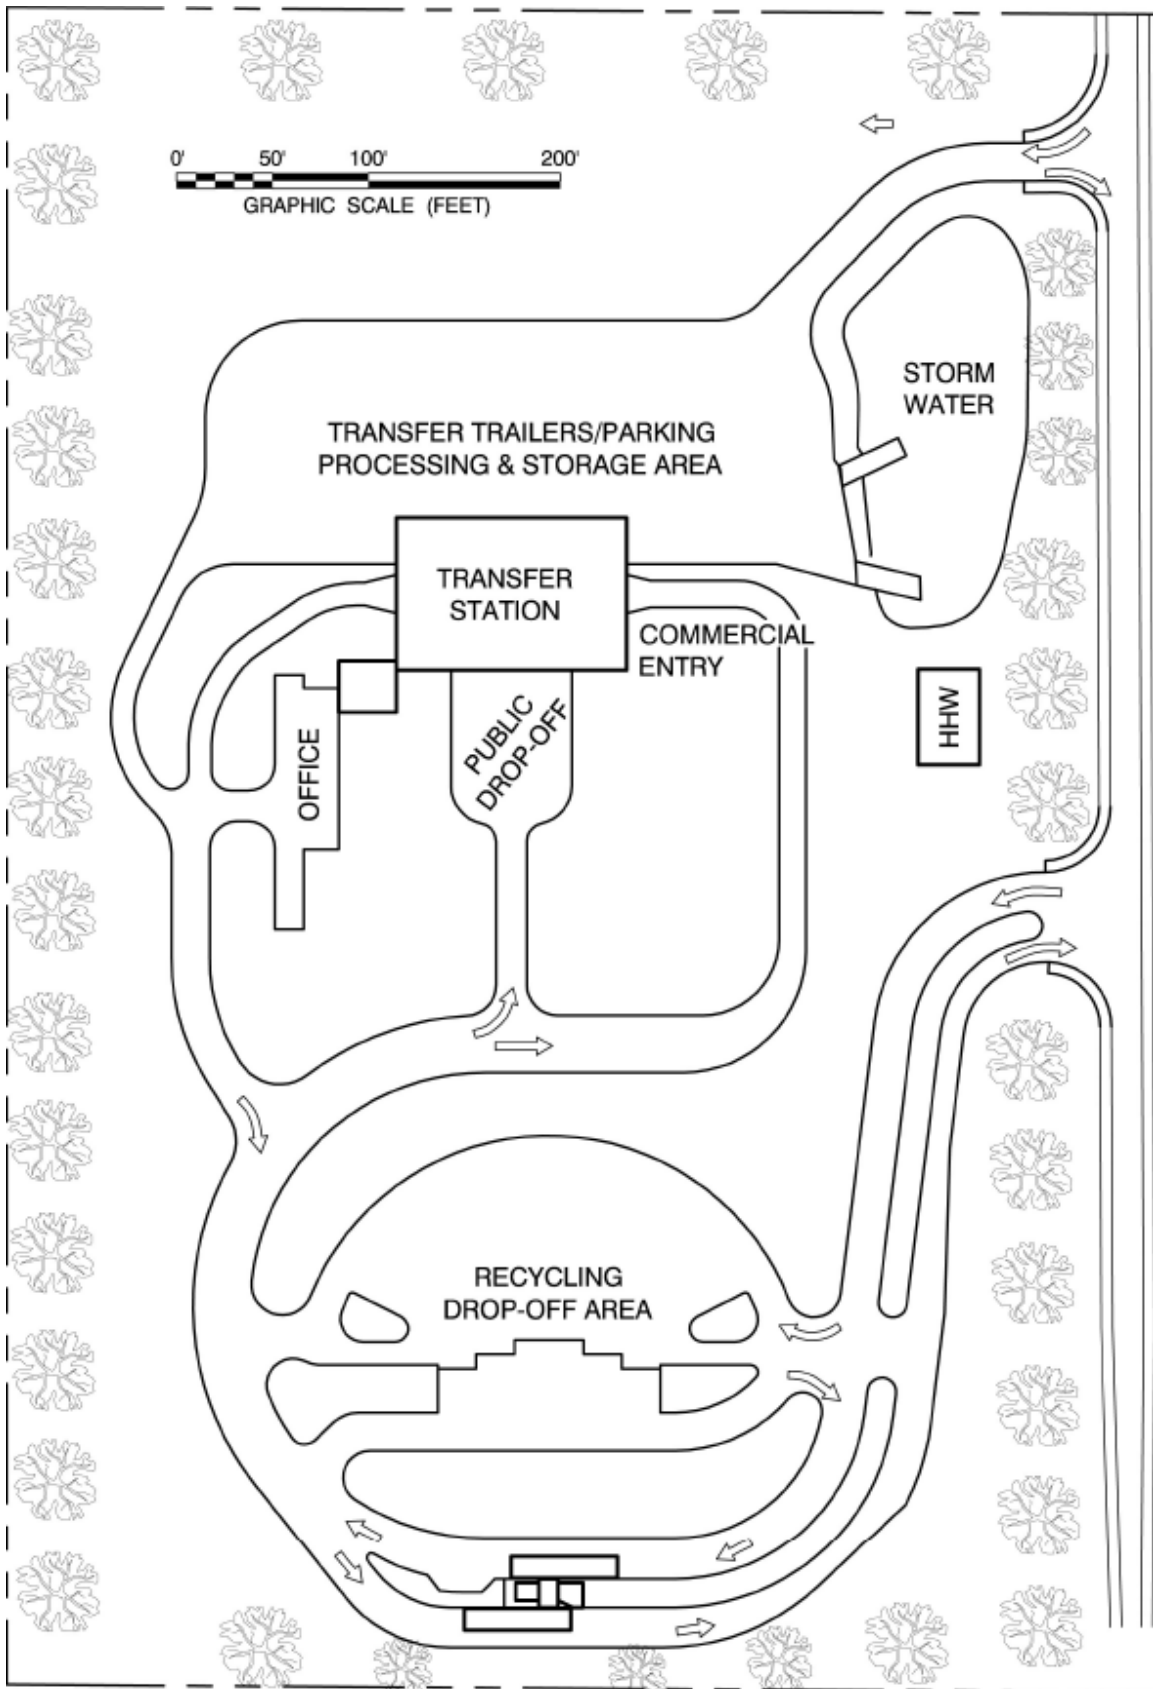 0' 50' 100' 200'
GRAPHIC SCALE (FEET)
STORM
WATER
TRANSFER TRAILERS/PARKING
PROCESSING & STORAGE AREA
TRANSFER
STATION
COMMERCIAL
ENTRY
HHW
PUBLIC
DROP-OFF
OFFICE
RECYCLING
DROP-OFF AREA